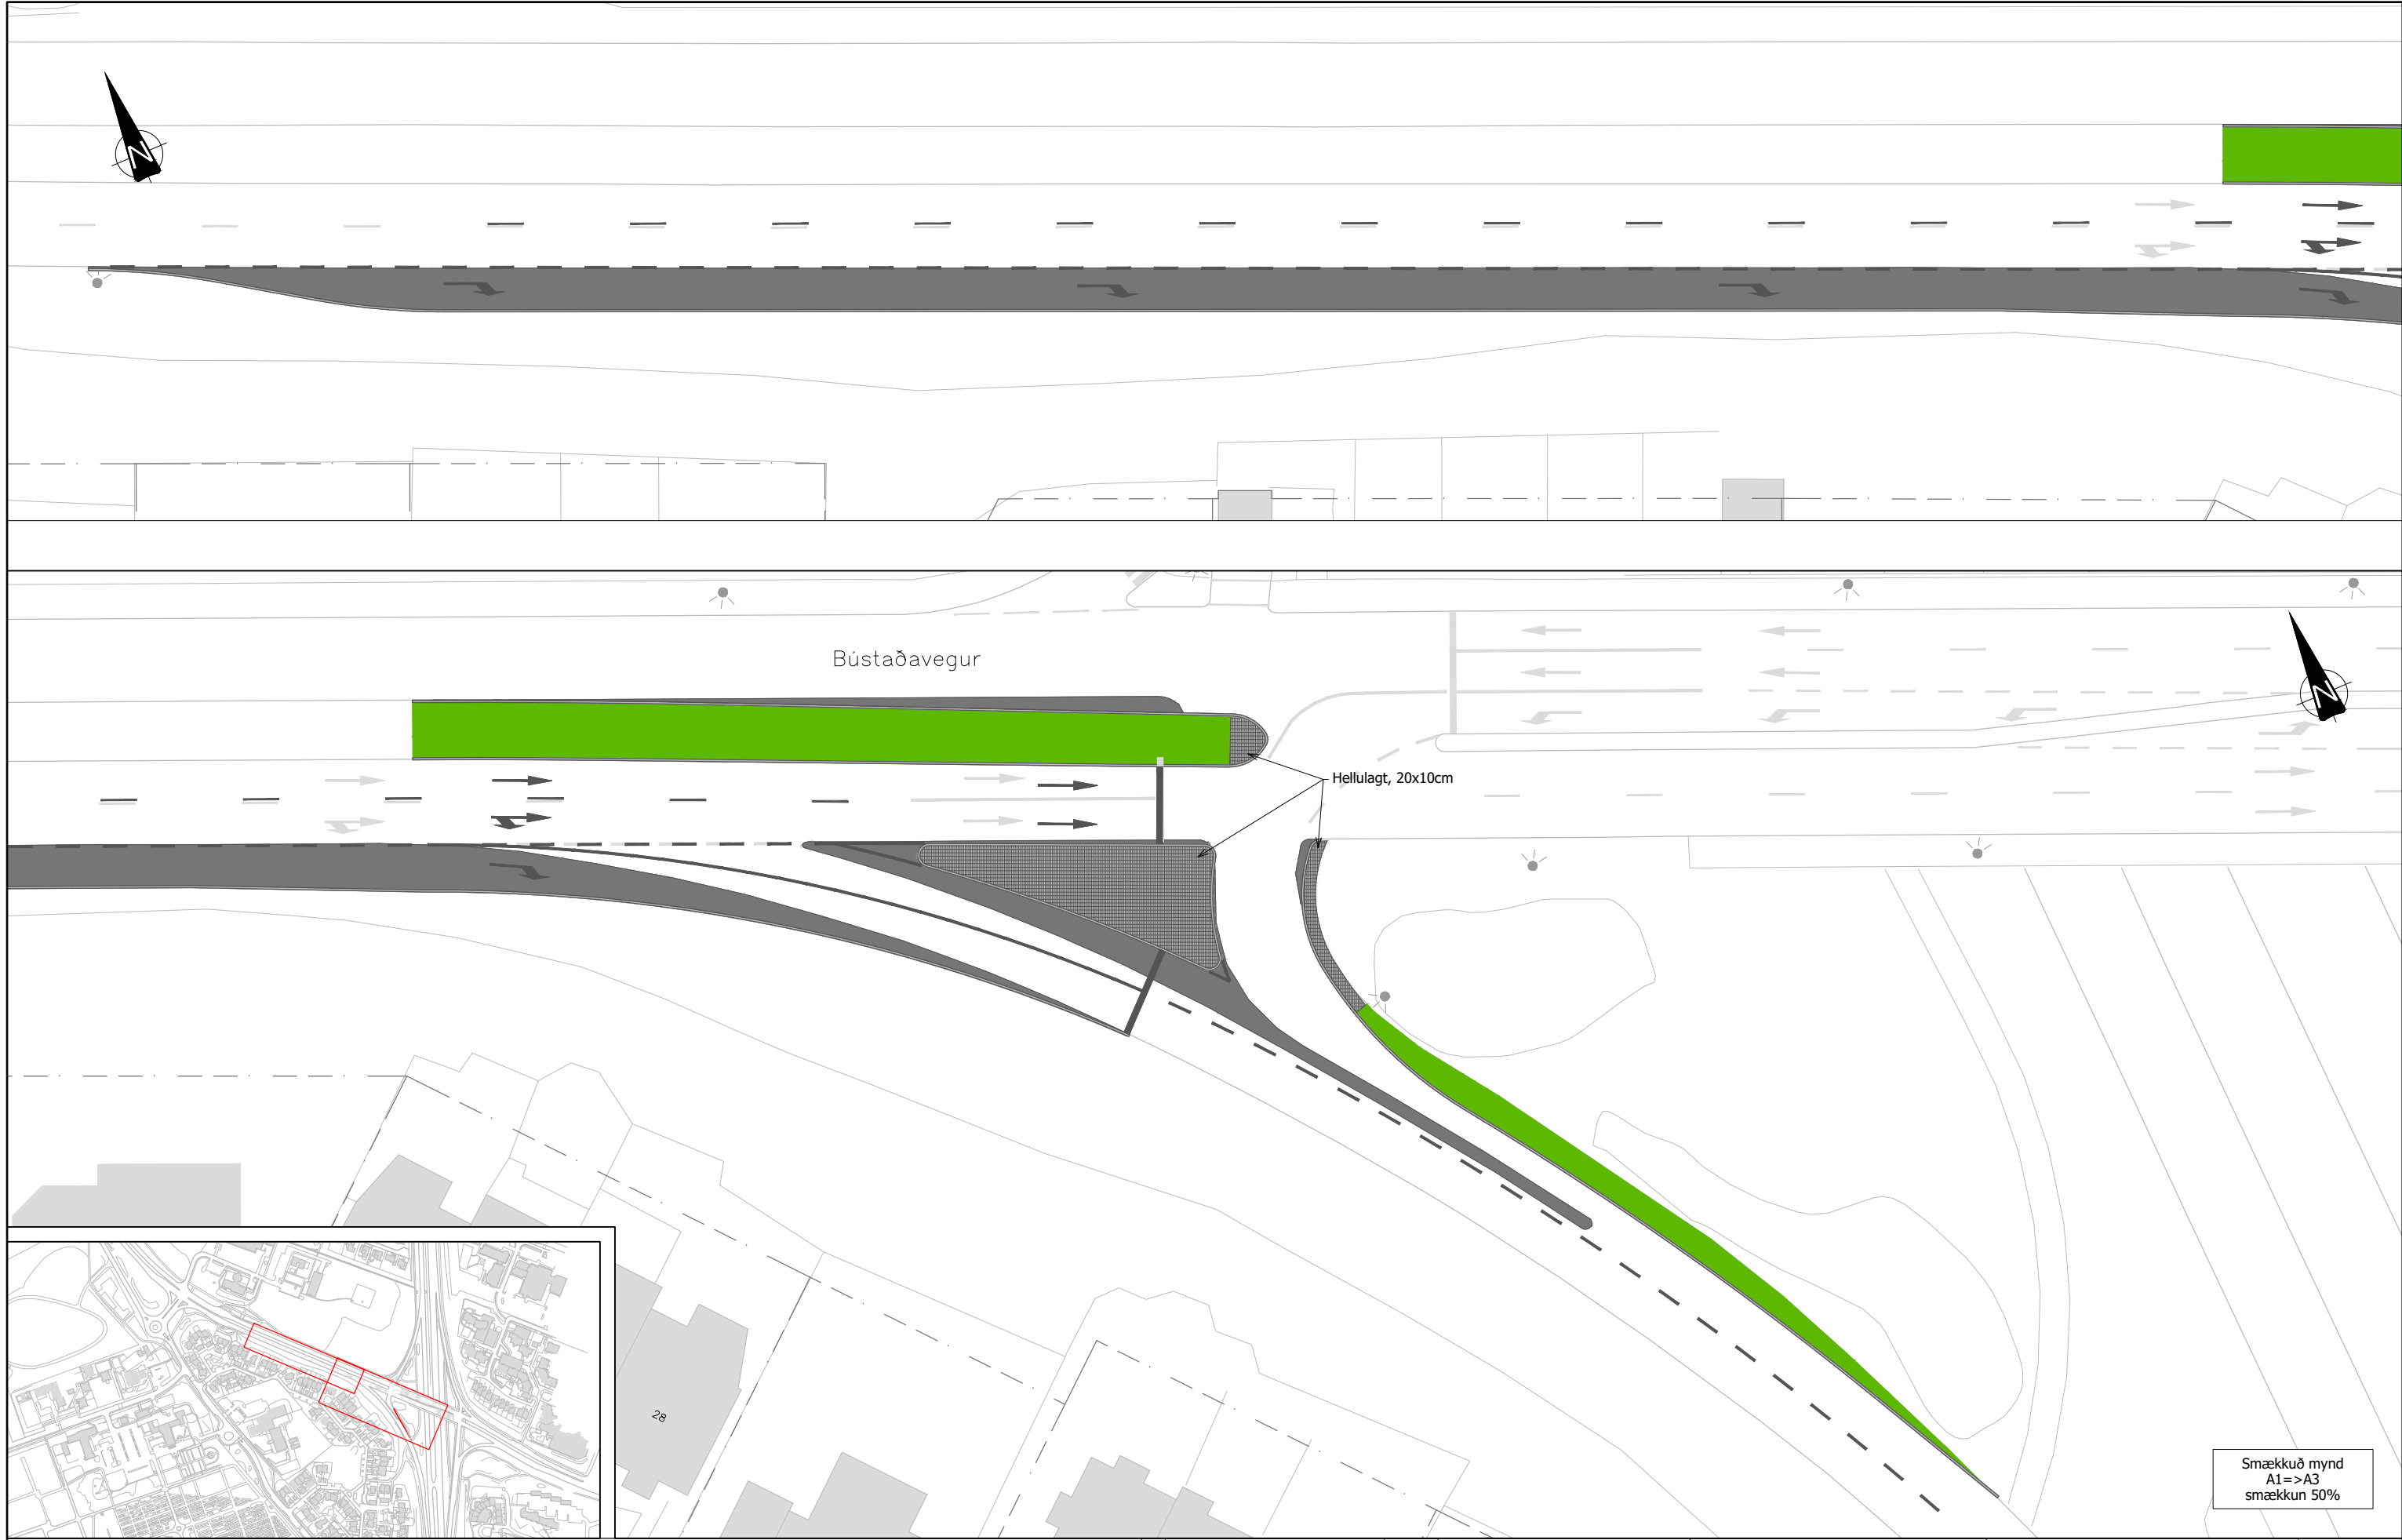 N
Bústaðavegur
N
Hellulagt, 20x10cm
28
Smækkuð mynd
A1=>A3
smækkun 50%